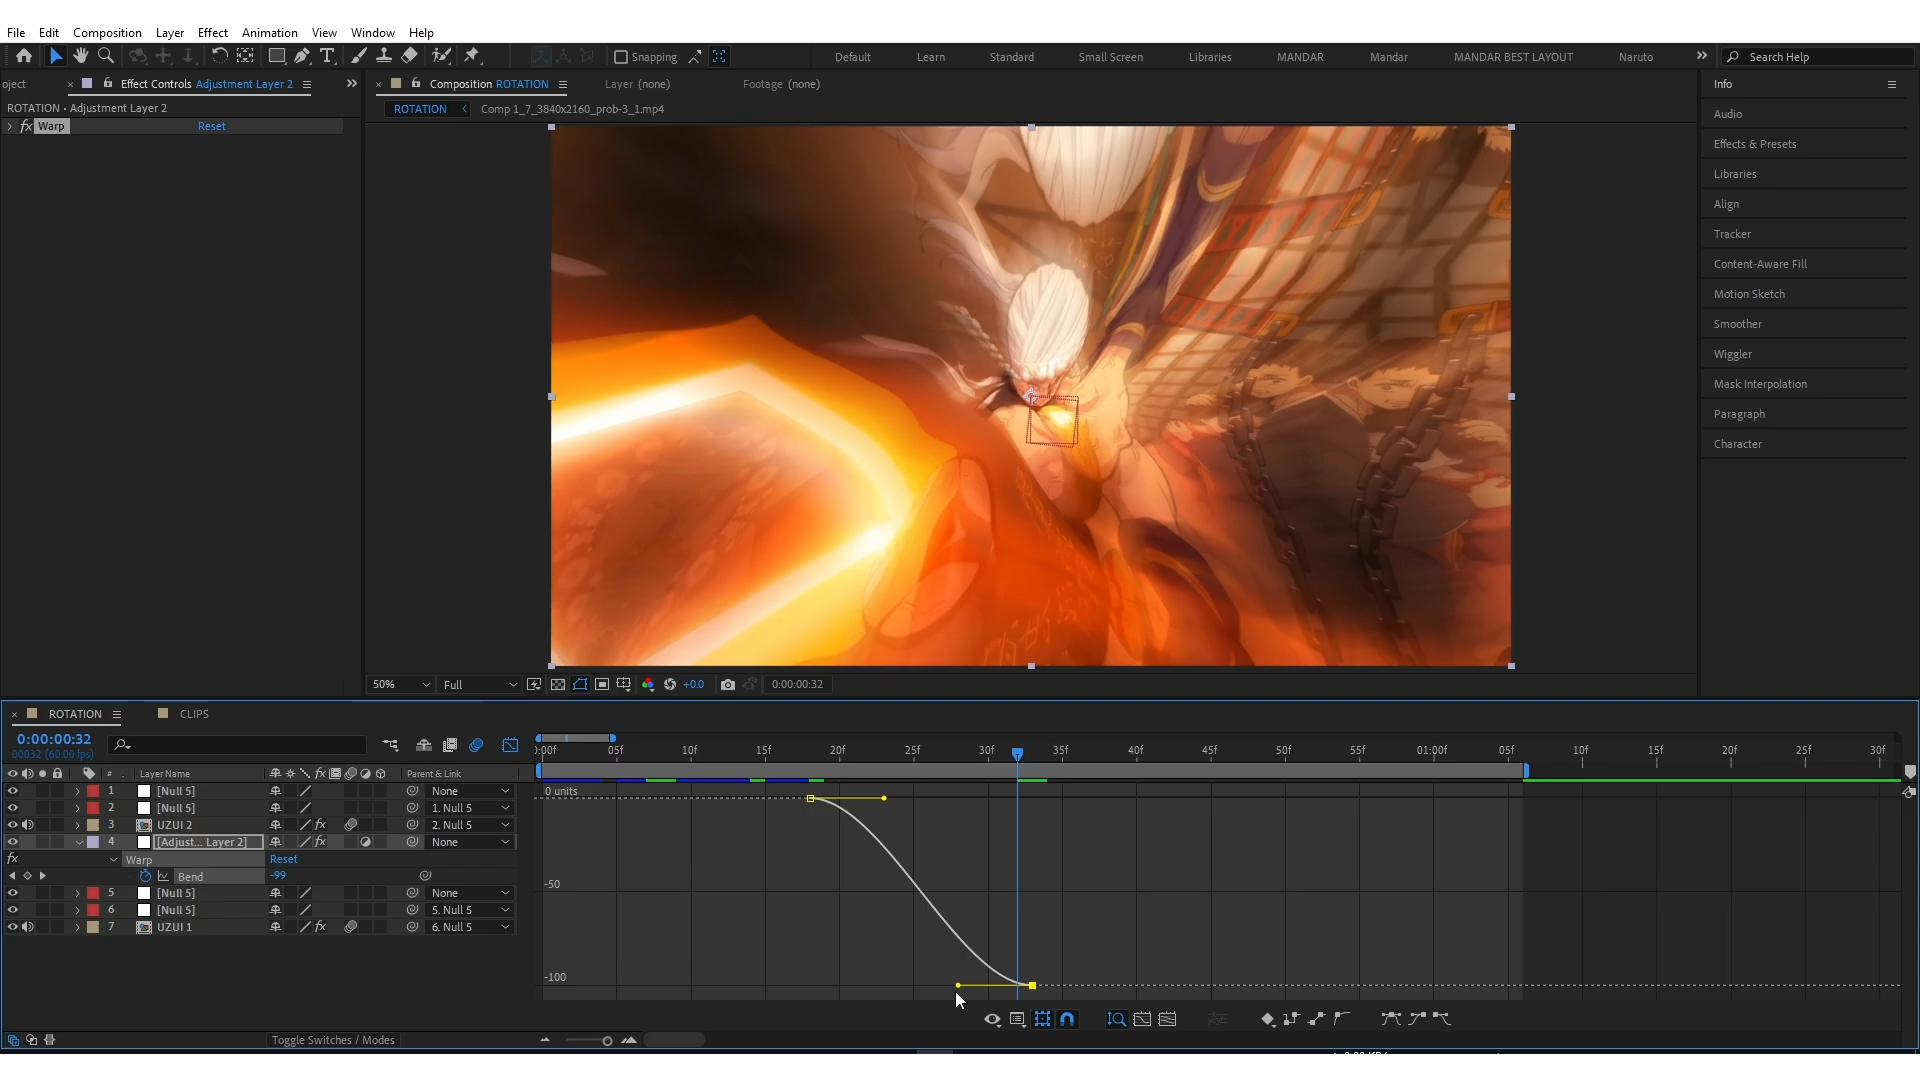 File Edit Composition Layer Effect Animation View Window Help
Snapping Default Learn Standard Small Screen Libraries MANDAR Mandar MANDAR BEST LAYOUT Naruto Search Help
oject Effect Controls Adjustment Layer 2
ROTATION • Adjustment Layer 2
fx Warp Reset
Composition ROTATION Layer (none) Footage (none)
ROTATION Comp 1_7_3840x2160_prob-3_1.mp4
Info
Audio
Effects & Presets
Libraries
Align
Tracker
Content-Aware Fill
Motion Sketch
Smoother
Wiggler
Mask Interpolation
Paragraph
Character
50% Full +0.0 0:00:00:32
ROTATION CLIPS
0:00:00:32
00032 (60.00 fps)
):00f 05f 10f 15f 20f 25f 30f 35f 40f 45f 50f 55f 01:00f 05f 10f 15f 20f 25f 30f
# Layer Name fx Parent & Link
1 [Null 5] None
2 [Null 5] 1. Null 5
3 UZUI 2 fx 2. Null 5
4 [Adjust... Layer 2] fx None
fx Warp Reset
Bend -99
5 [Null 5] None
6 [Null 5] 5. Null 5
7 UZUI 1 fx 6. Null 5
0 units
-50
-100
Toggle Switches / Modes